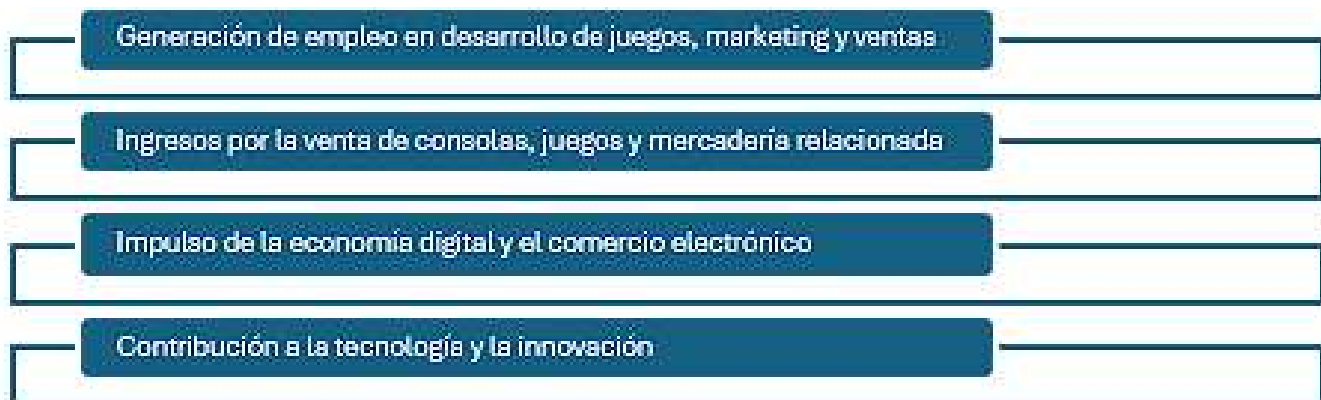 Generación de empleo en desarrollo de juegos, marketing y ventas
Ingresos por la venta de consolas, juegos y mercadería relacionada
Impulso de la economía digital y el comercio electrónico
Contribución a la tecnología y la innovación